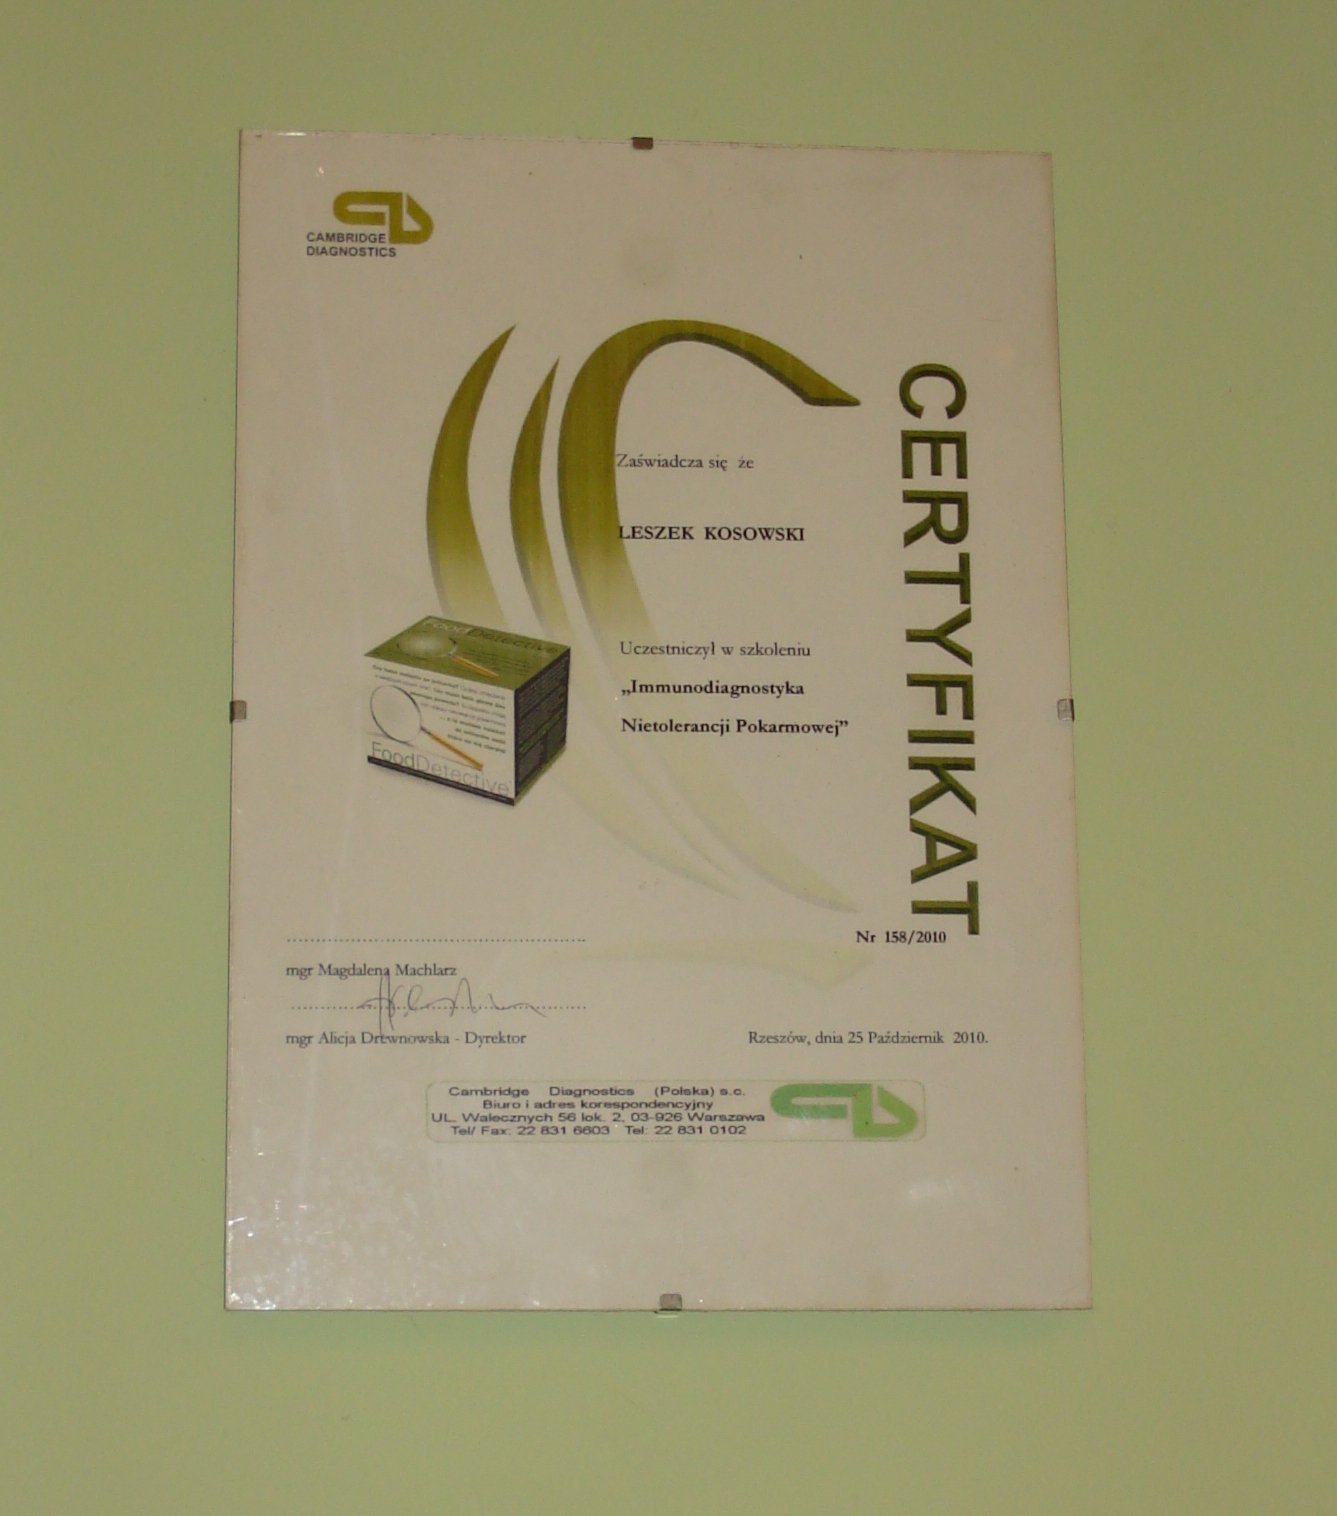 CAMBRIDGE
DIAGNOSTICS
CERTYFIKAT
Zaświadcza się że
LESZEK KOSOWSKI
Uczestniczył w szkoleniu
„Immunodiagnostyka
Nietolerancji Pokarmowej”
FoodDetective
FoodDetective
Nr 158/2010
mgr Magdalena Machlarz
mgr Alicja Drewnowska - Dyrektor
Rzeszów, dnia 25 Październik 2010.
Cambridge Diagnostics (Polska) s.c.
Biuro i adres korespondencyjny
UL. Walecznych 56 lok. 2, 03-926 Warszawa
Tel/ Fax: 22 831 6603 Tel: 22 831 0102